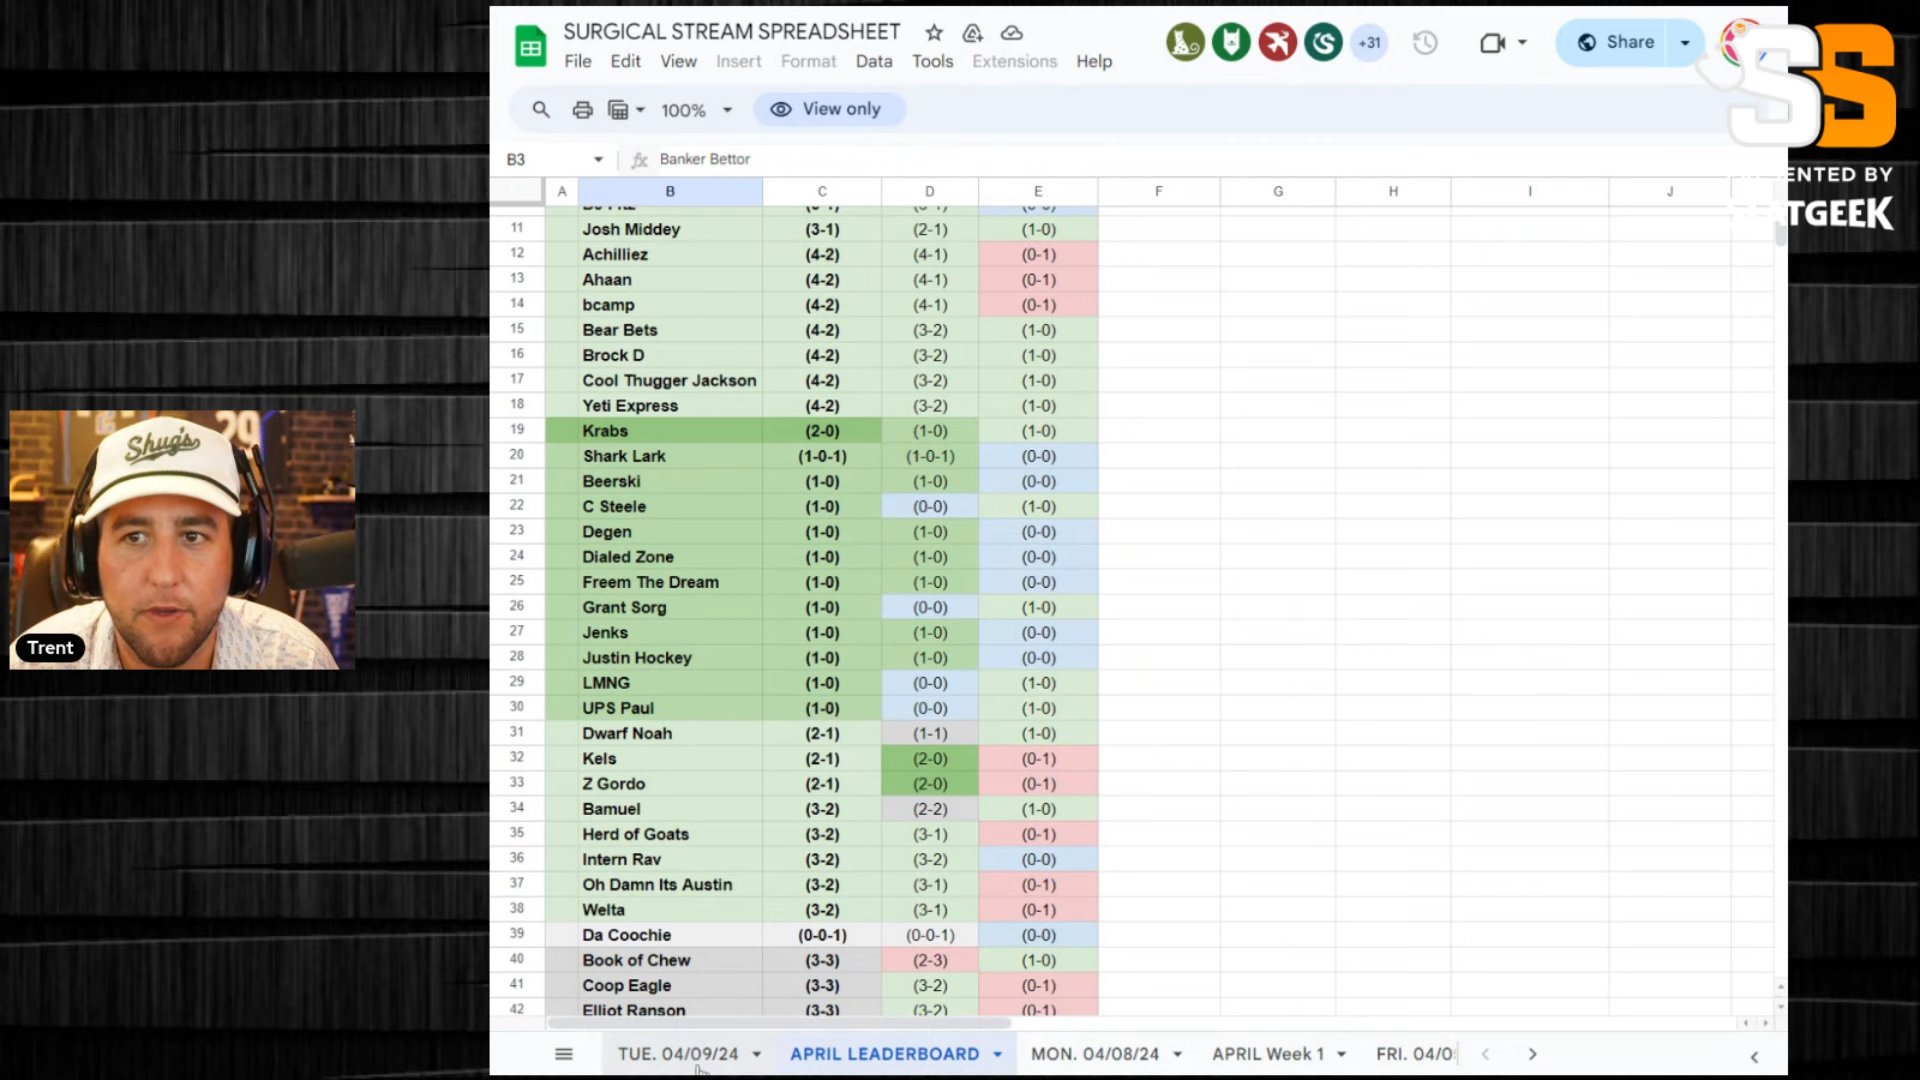 SURGICAL STREAM SPREADSHEET
+31
Share
File Edit View Insert Format Data Tools Extensions Help
SS
100% View only
B3 fx Banker Bettor
BY
A B C D E F G H I J
11 Josh Middey (3-1) (2-1) (1-0)
12 Achilliez (4-2) (4-1) (0-1)
13 Ahaan (4-2) (4-1) (0-1)
14 bcamp (4-2) (4-1) (0-1)
15 Bear Bets (4-2) (3-2) (1-0)
16 Brock D (4-2) (3-2) (1-0)
17 Cool Thugger Jackson (4-2) (3-2) (1-0)
18 Yeti Express (4-2) (3-2) (1-0)
19 Krabs (2-0) (1-0) (1-0)
20 Shark Lark (1-0-1) (1-0-1) (0-0)
21 Beerski (1-0) (1-0) (0-0)
22 C Steele (1-0) (0-0) (1-0)
23 Degen (1-0) (1-0) (0-0)
24 Dialed Zone (1-0) (1-0) (0-0)
25 Freem The Dream (1-0) (1-0) (0-0)
26 Grant Sorg (1-0) (0-0) (1-0)
27 Jenks (1-0) (1-0) (0-0)
28 Justin Hockey (1-0) (1-0) (0-0)
29 LMNG (1-0) (0-0) (1-0)
30 UPS Paul (1-0) (0-0) (1-0)
31 Dwarf Noah (2-1) (1-1) (1-0)
32 Kels (2-1) (2-0) (0-1)
33 Z Gordo (2-1) (2-0) (0-1)
34 Bamuel (3-2) (2-2) (1-0)
35 Herd of Goats (3-2) (3-1) (0-1)
36 Intern Rav (3-2) (3-2) (0-0)
37 Oh Damn Its Austin (3-2) (3-1) (0-1)
38 Welta (3-2) (3-1) (0-1)
39 Da Coochie (0-0-1) (0-0-1) (0-0)
40 Book of Chew (3-3) (2-3) (1-0)
41 Coop Eagle (3-3) (3-2) (0-1)
42 Elliot Ranson (3-3) (3-2) (0-1)
TUE. 04/09/24 APRIL LEADERBOARD MON. 04/08/24 APRIL Week 1 FRI. 04/0
Shug's
29
Trent